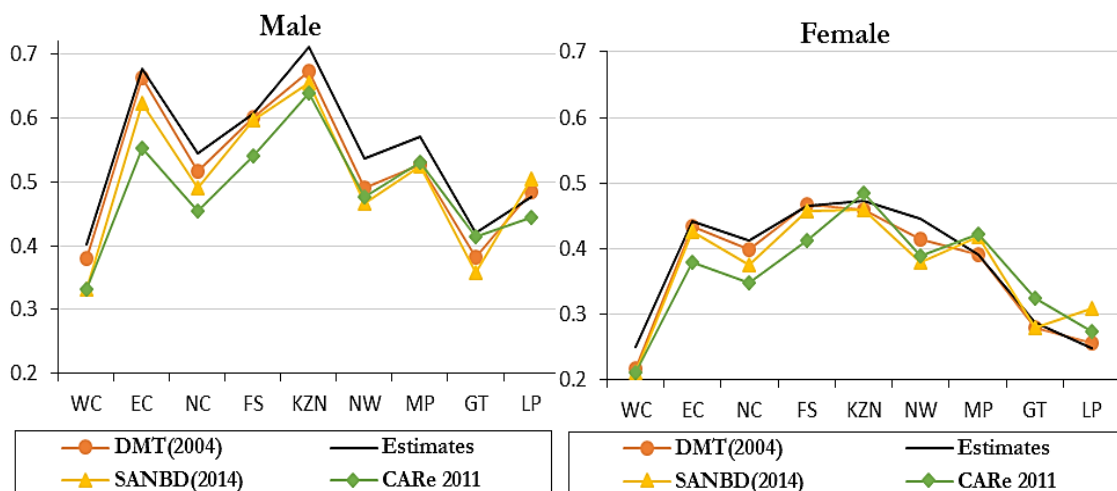 Male
0.7
0.6
0.5
0.4
0.3
0.2
WC EC NC FS KZN NW MP GT LP
DMT(2004) Estimates
SANBD(2014) CARe 2011
Female
0.7
0.6
0.5
0.4
0.3
0.2
WC EC NC FS KZN NW MP GT LP
DMT(2004) Estimates
SANBD(2014) CARe 2011